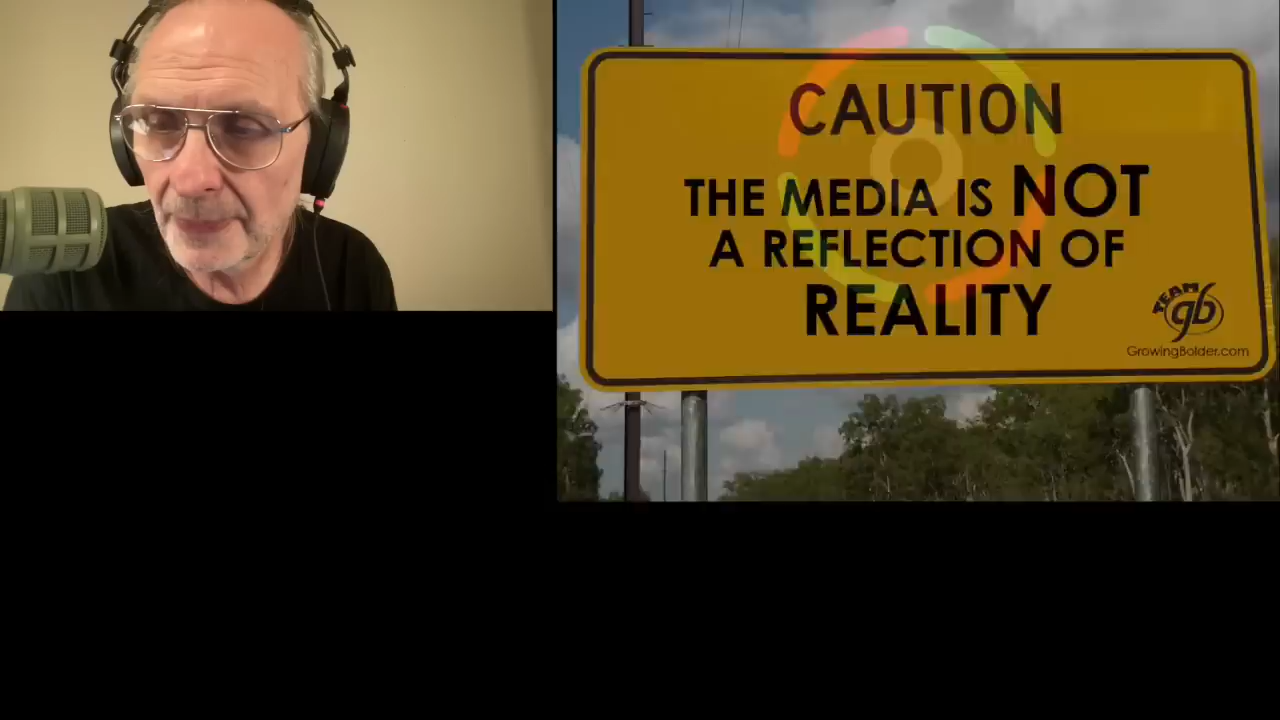 CAUTION
THE MEDIA IS NOT
A REFLECTION OF
REALITY
TEAM gb
GrowingBolder.com